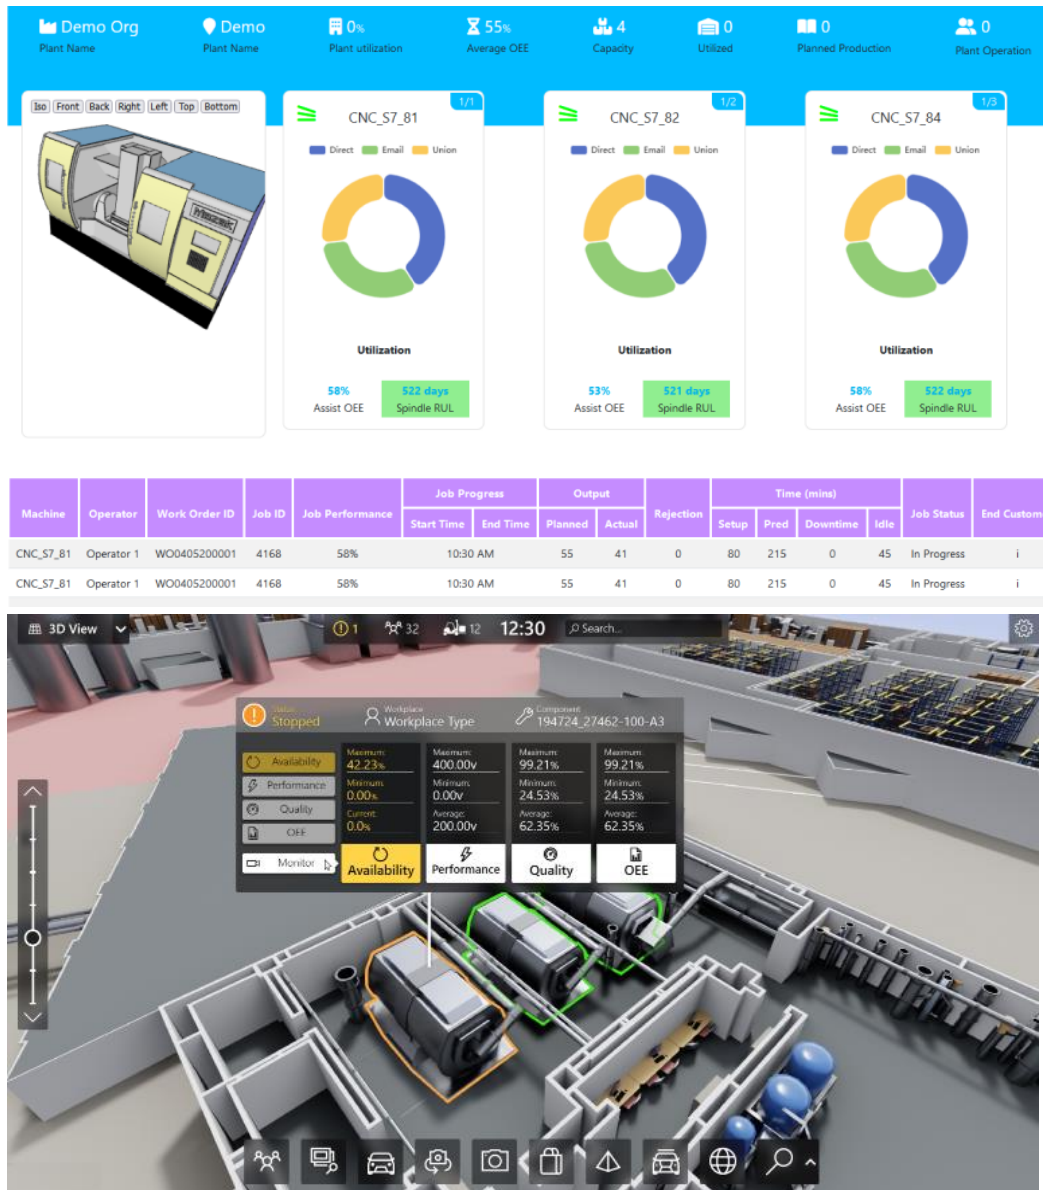 Demo Org
Plant Name
Demo
Plant Name
0%
Plant utilization
55%
Average OEE
4
Capacity
0
Utilized
0
Planned Production
0
Plant Operation
Iso Front Back Right Left Top Bottom
1/1
CNC_S7_81
Direct Email Union
Utilization
58%
Assist OEE
522 days
Spindle RUL
1/2
CNC_S7_82
Direct Email Union
Utilization
53%
Assist OEE
521 days
Spindle RUL
1/3
CNC_S7_84
Direct Email Union
Utilization
58%
Assist OEE
522 days
Spindle RUL
Machine Operator Work Order ID Job ID Job Performance Job Progress Output Rejection Time (mins) Job Status End Custome
Start Time End Time Planned Actual Setup Pred Downtime Idle
CNC_S7_81 Operator 1 WO0405200001 4168 58% 10:30 AM 55 41 0 80 215 0 45 In Progress i
CNC_S7_81 Operator 1 WO0405200001 4168 58% 10:30 AM 55 41 0 80 215 0 45 In Progress i
3D View 1 32 12 12:30 Search...
Status
Stopped
Workplace
Workplace Type
Component
194724_27462-100-A3
Availability
Performance
Quality
OEE
Monitor
Maximum:
42.23%
Minimum:
0.00%
Current:
0.0%
Availability
Maximum:
400.00v
Minimum:
0.00v
Average:
200.00v
Performance
Maximum:
99.21%
Minimum:
24.53%
Average:
62.35%
Quality
Maximum:
99.21%
Minimum:
24.53%
Average:
62.35%
OEE